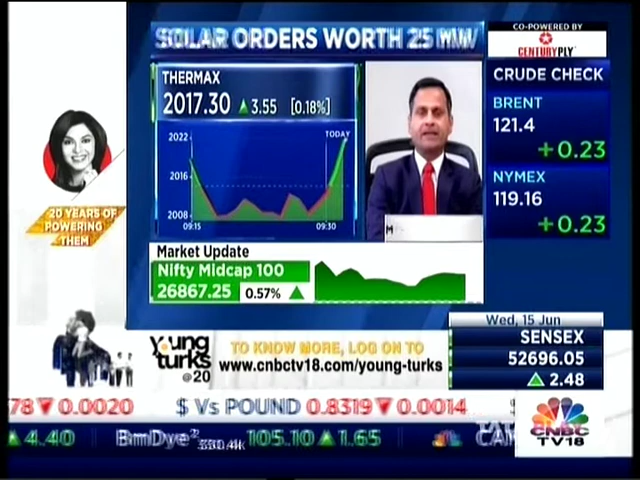 SOLAR ORDERS WORTH 25 MW
CO-POWERED BY
CENTURYPLY
THERMAX
2017.30 ▲ 3.55 [0.18%]
2022
2016
2008
TODAY
09:15
09:30
CRUDE CHECK
BRENT
121.4
+0.23
NYMEX
119.16
+0.23
20 YEARS OF
POWERING
THEM
M
Market Update
Nifty Midcap 100
26867.25 0.57% ▲
Wed, 15 Jun
SENSEX
52696.05
▲ 2.48
young
turks
@20
TO KNOW MORE, LOG ON TO
www.cnbctv18.com/young-turks
78 ▼ 0.0020 $ Vs POUND 0.8319 ▼ 0.0014 $
▲ 4.40 BmDye 105.10 ▲ 1.65
CNBC
TV18